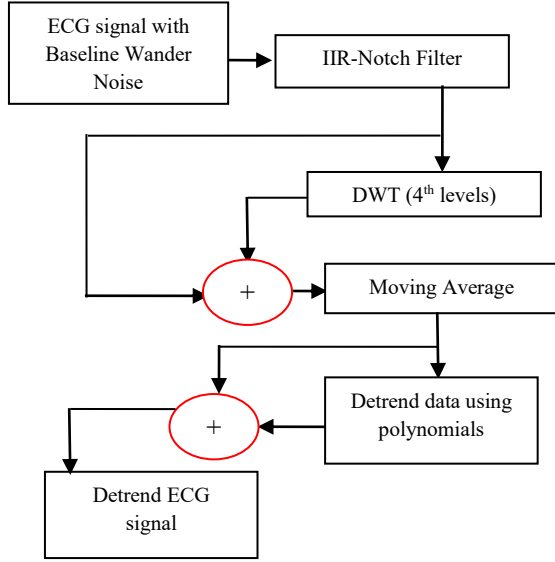 ECG signal with
Baseline Wander
Noise
IIR-Notch Filter
DWT (4th levels)
+
Moving Average
Detrend data using
polynomials
+
Detrend ECG
signal